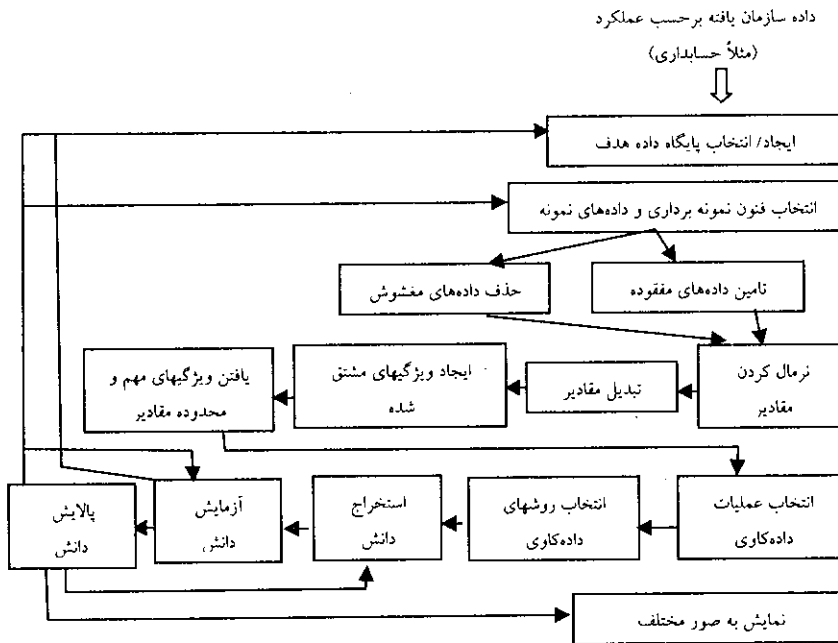 داده سازمان یافته برحسب عملکرد
(مثلاً حسابداری)
ایجاد/ انتخاب پایگاه داده هدف
انتخاب فنون نمونه برداری و داده‌های نمونه
تامین داده‌های مفقوده
حذف داده‌های مغشوش
نرمال کردن
مقادیر
تبدیل مقادیر
ایجاد ویژگیهای مشتق
شده
یافتن ویژگیهای مهم و
محدوده مقادیر
انتخاب عملیات
داده‌کاوی
انتخاب روشهای
داده‌کاوی
استخراج
دانش
آزمایش
دانش
پالایش
دانش
نمایش به صور مختلف